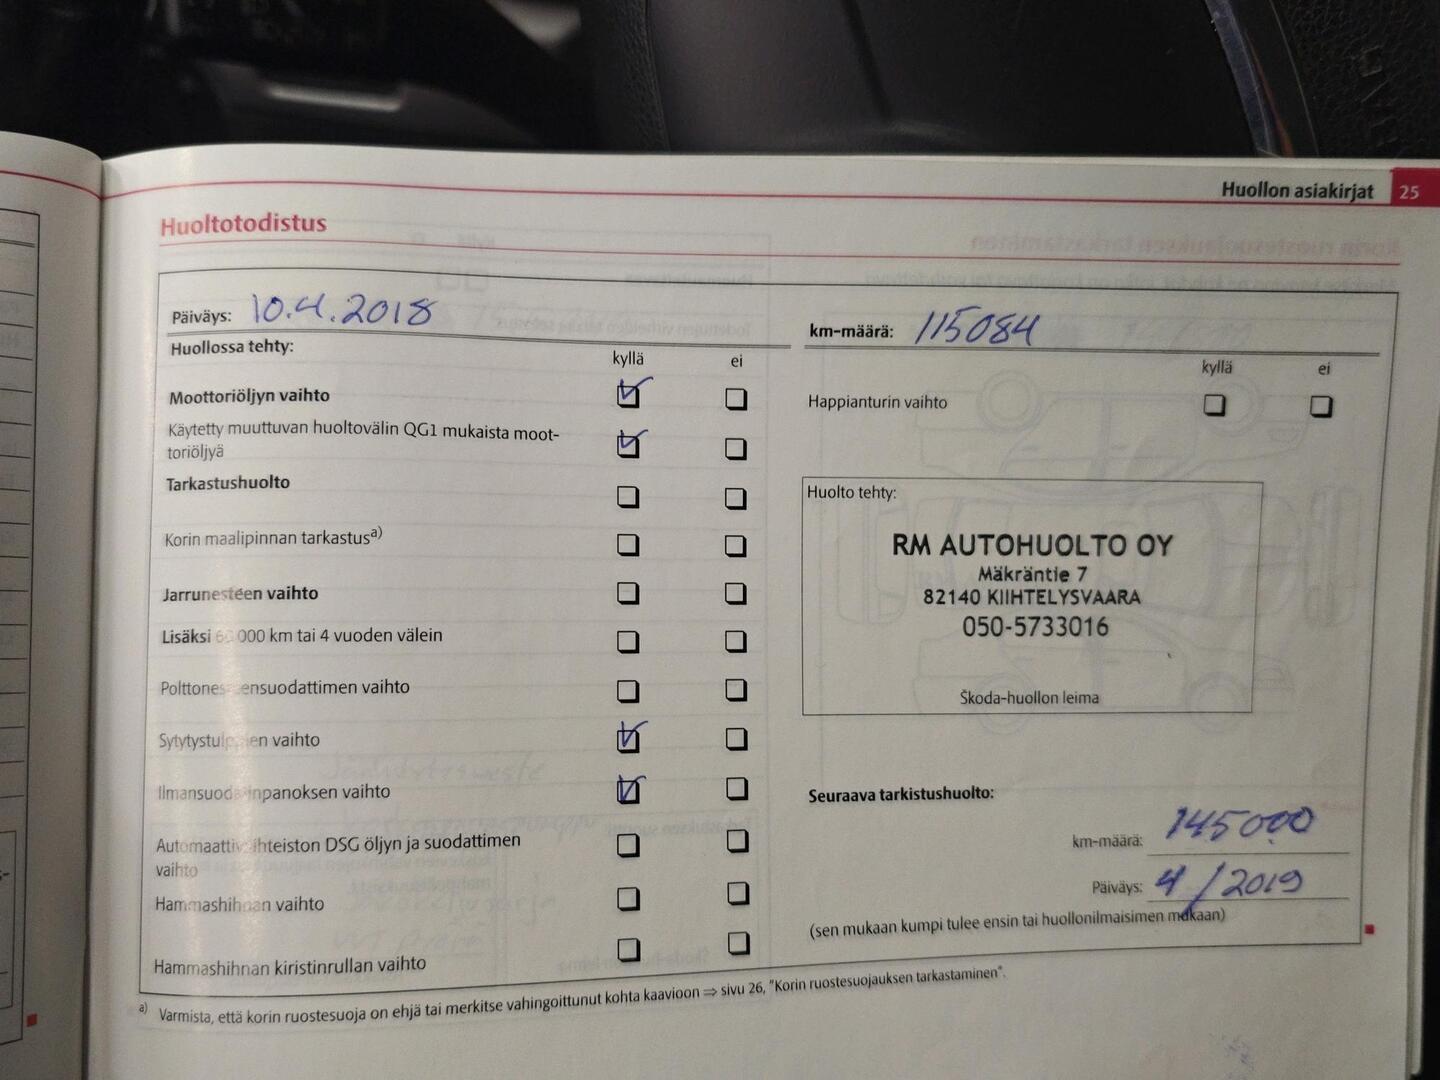 Huollon asiakirjat 25
Huoltotodistus
Päiväys: 10.4.2018
km-määrä: 115084
Huollossa tehty:
kyllä ei
Moottoriöljyn vaihto
Käytetty muuttuvan huoltovälin QG1 mukaista moot-
toriöljyä
Tarkastushuolto
Korin maalipinnan tarkastus a)
Jarrunesteen vaihto
Lisäksi 60 000 km tai 4 vuoden välein
Polttonesteensuodattimen vaihto
Sytytystulppien vaihto
Ilmansuodatinpanoksen vaihto
Automaattivaihteiston DSG öljyn ja suodattimen
vaihto
Hammashihnan vaihto
Hammashihnan kiristinrullan vaihto
kyllä ei
Happianturin vaihto
Huolto tehty:
RM AUTOHUOLTO OY
Mäkräntie 7
82140 KIIHTELYSVAARA
050-5733016
Škoda-huollon leima
Seuraava tarkistushuolto:
km-määrä: 145000
Päiväys: 4/2019
(sen mukaan kumpi tulee ensin tai huollonilmaisimen mukaan)
a) Varmista, että korin ruostesuoja on ehjä tai merkitse vahingoittunut kohta kaavioon ⇒ sivu 26, "Korin ruostesuojauksen tarkastaminen".